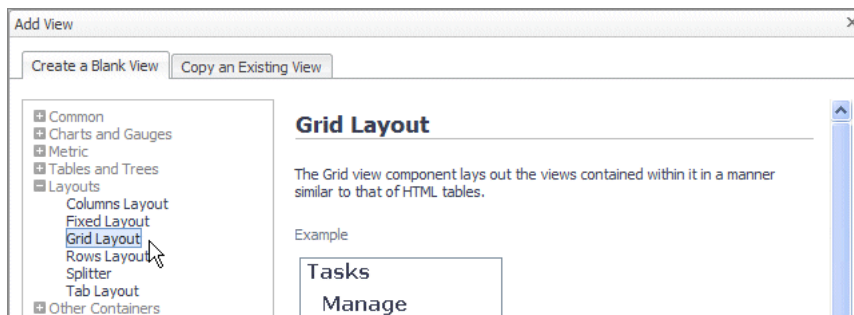 Add View
Create a Blank View
Copy an Existing View
Common
Charts and Gauges
Metric
Tables and Trees
Layouts
Columns Layout
Fixed Layout
Grid Layout
Rows Layout
Splitter
Tab Layout
Other Containers
Grid Layout
The Grid view component lays out the views contained within it in a manner
similar to that of HTML tables.
Example
Tasks
Manage